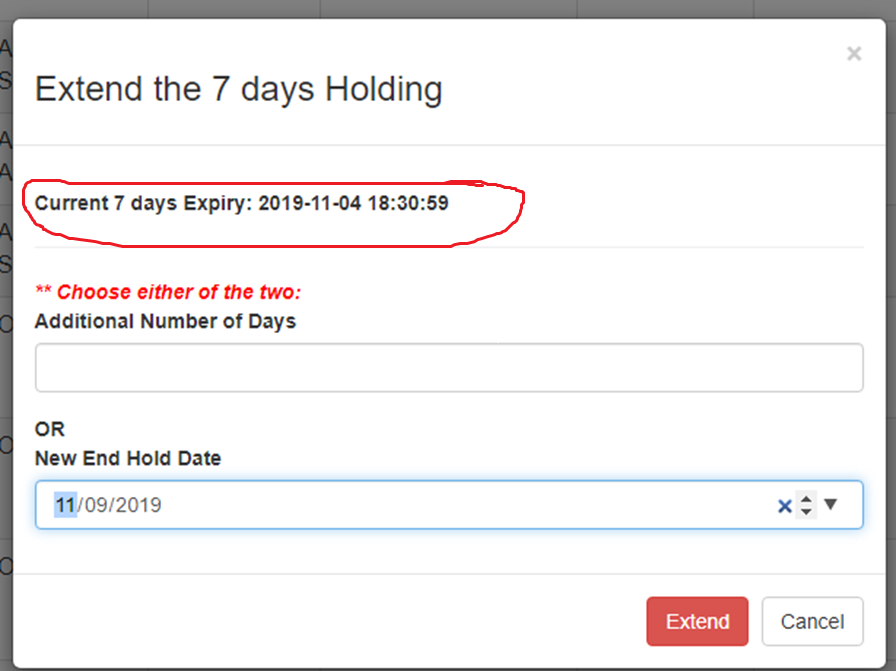 ×
Extend the 7 days Holding
Current 7 days Expiry: 2019-11-04 18:30:59
** Choose either of the two:
Additional Number of Days
OR
New End Hold Date
11/09/2019
Extend Cancel